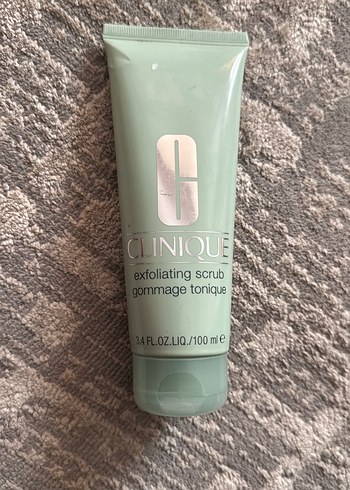 CLINIQUE
exfoliating scrub
gommage tonique
3.4 FL.OZ.LIQ./100 ml ℮